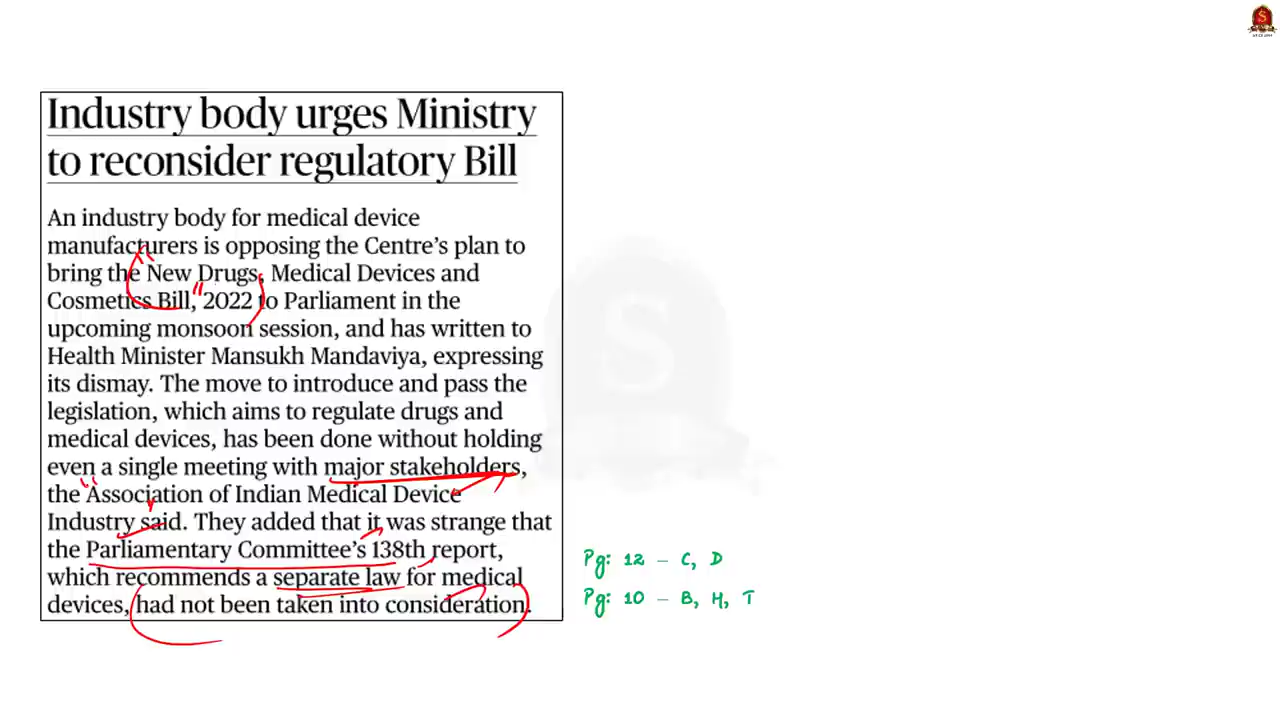 Industry body urges Ministry
to reconsider regulatory Bill
An industry body for medical device
manufacturers is opposing the Centre's plan to
bring the "New Drugs, Medical Devices and
Cosmetics Bill," 2022 to Parliament in the
upcoming monsoon session, and has written to
Health Minister Mansukh Mandaviya, expressing
its dismay. The move to introduce and pass the
legislation, which aims to regulate drugs and
medical devices, has been done without holding
even a single meeting with major stakeholders,
the Association of Indian Medical Device
Industry said. They added that it was strange that
the Parliamentary Committee's 138th report,
which recommends a separate law for medical
devices, had not been taken into consideration.
Pg: 12 – C, D
Pg: 10 – B, H, T